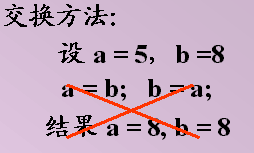 交换方法:
设 a = 5, b =8
a = b; b = a;
结果 a = 8, b = 8